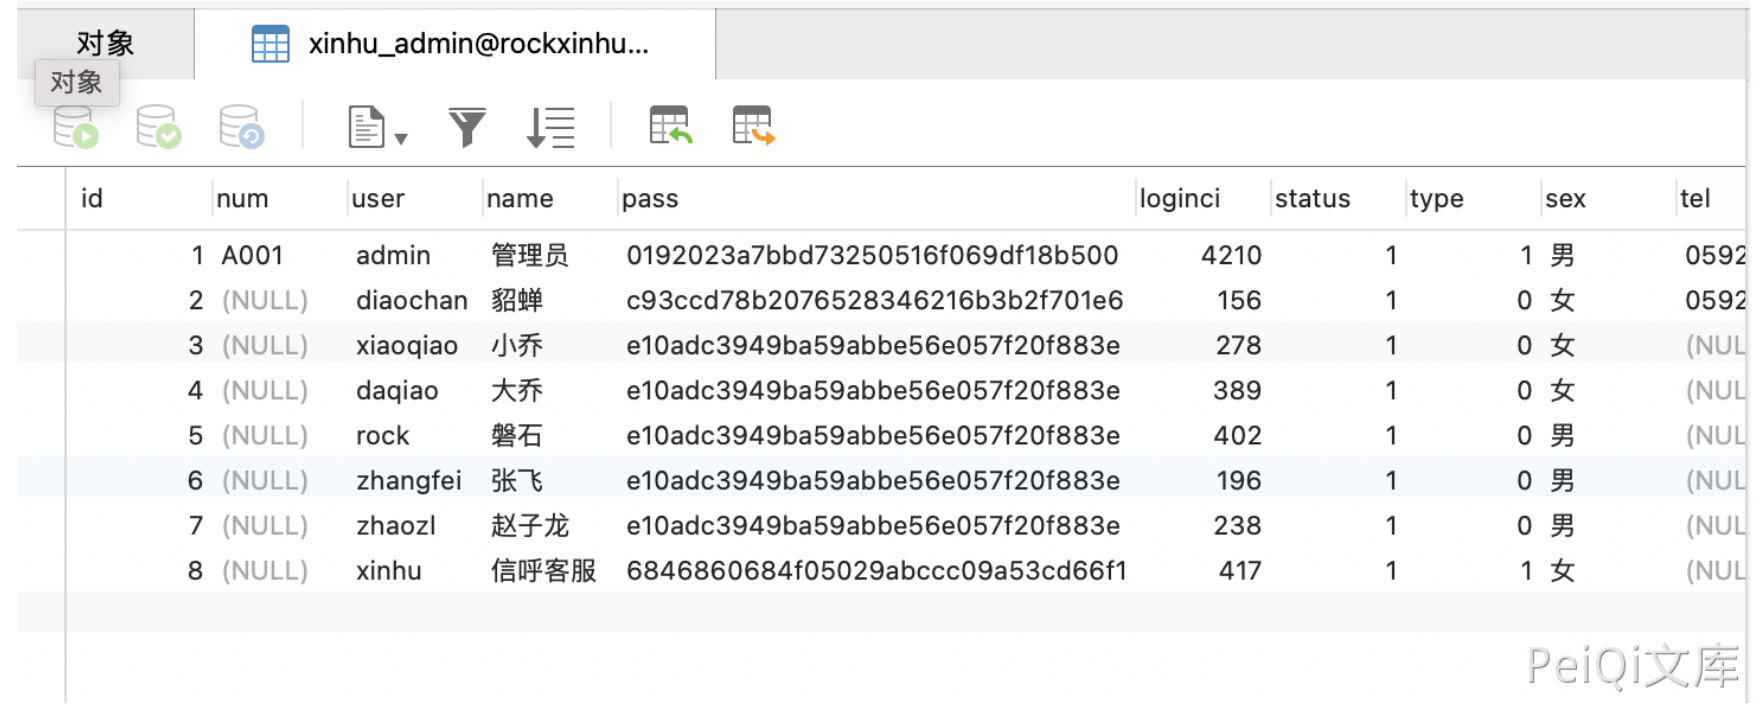 对象
xinhu_admin@rockxinhu...
对象
id num user name pass loginci status type sex tel
1 A001 admin 管理员 0192023a7bbd73250516f069df18b500 4210 1 1 男 0592
2 (NULL) diaochan 貂蝉 c93ccd78b2076528346216b3b2f701e6 156 1 0 女 0592
3 (NULL) xiaoqiao 小乔 e10adc3949ba59abbe56e057f20f883e 278 1 0 女 (NUL
4 (NULL) daqiao 大乔 e10adc3949ba59abbe56e057f20f883e 389 1 0 女 (NUL
5 (NULL) rock 磐石 e10adc3949ba59abbe56e057f20f883e 402 1 0 男 (NUL
6 (NULL) zhangfei 张飞 e10adc3949ba59abbe56e057f20f883e 196 1 0 男 (NUL
7 (NULL) zhaozl 赵子龙 e10adc3949ba59abbe56e057f20f883e 238 1 0 男 (NUL
8 (NULL) xinhu 信呼客服 6846860684f05029abccc09a53cd66f1 417 1 1 女 (NUL
PeiQi文库